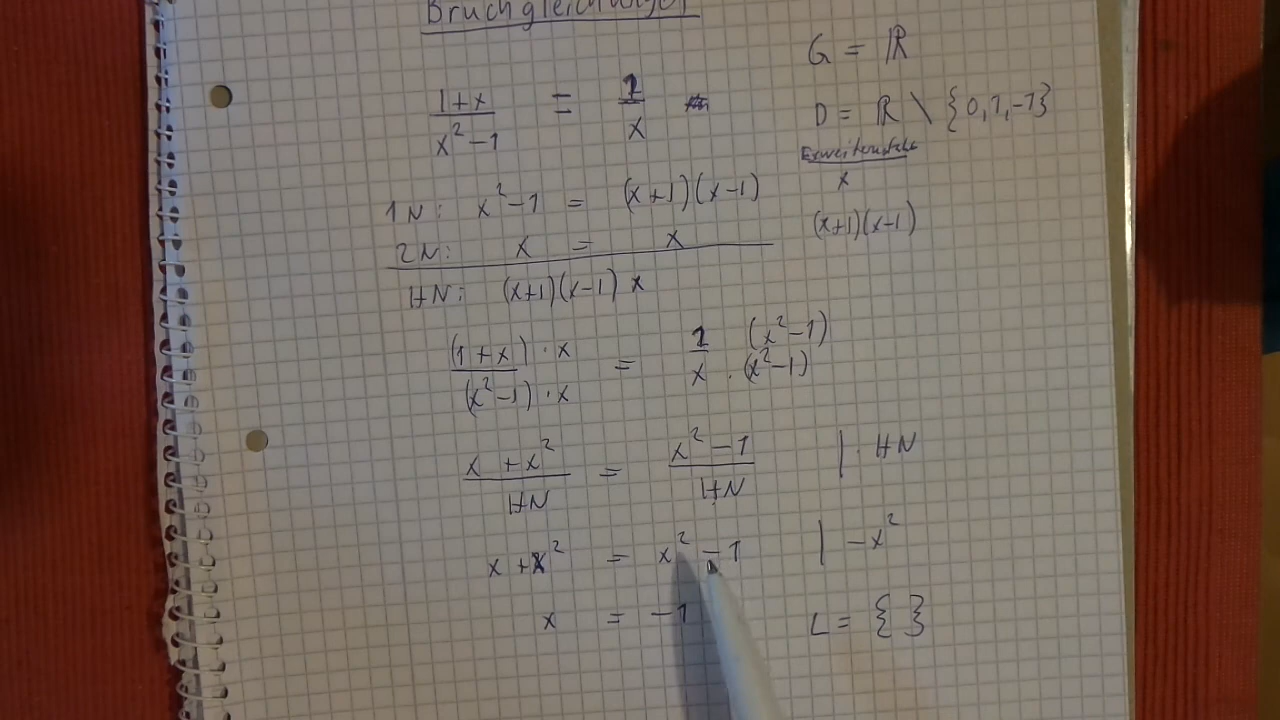 Bruchgleichungen
G = ℝ
(1+x)/(x²-1) = 1/x
D = ℝ \ {0,1,-1}
x
1N: x²-1 = (x+1)(x-1)
(x+1)(x-1)
2N: x = x
HN: (x+1)(x-1) x
((1+x)·x)/((x²-1)·x) = (1 (x²-1))/(x·(x²-1))
(x+x²)/HN = (x²-1)/HN |·HN
x+x² = x²-1 |-x²
x = -1 L = { }